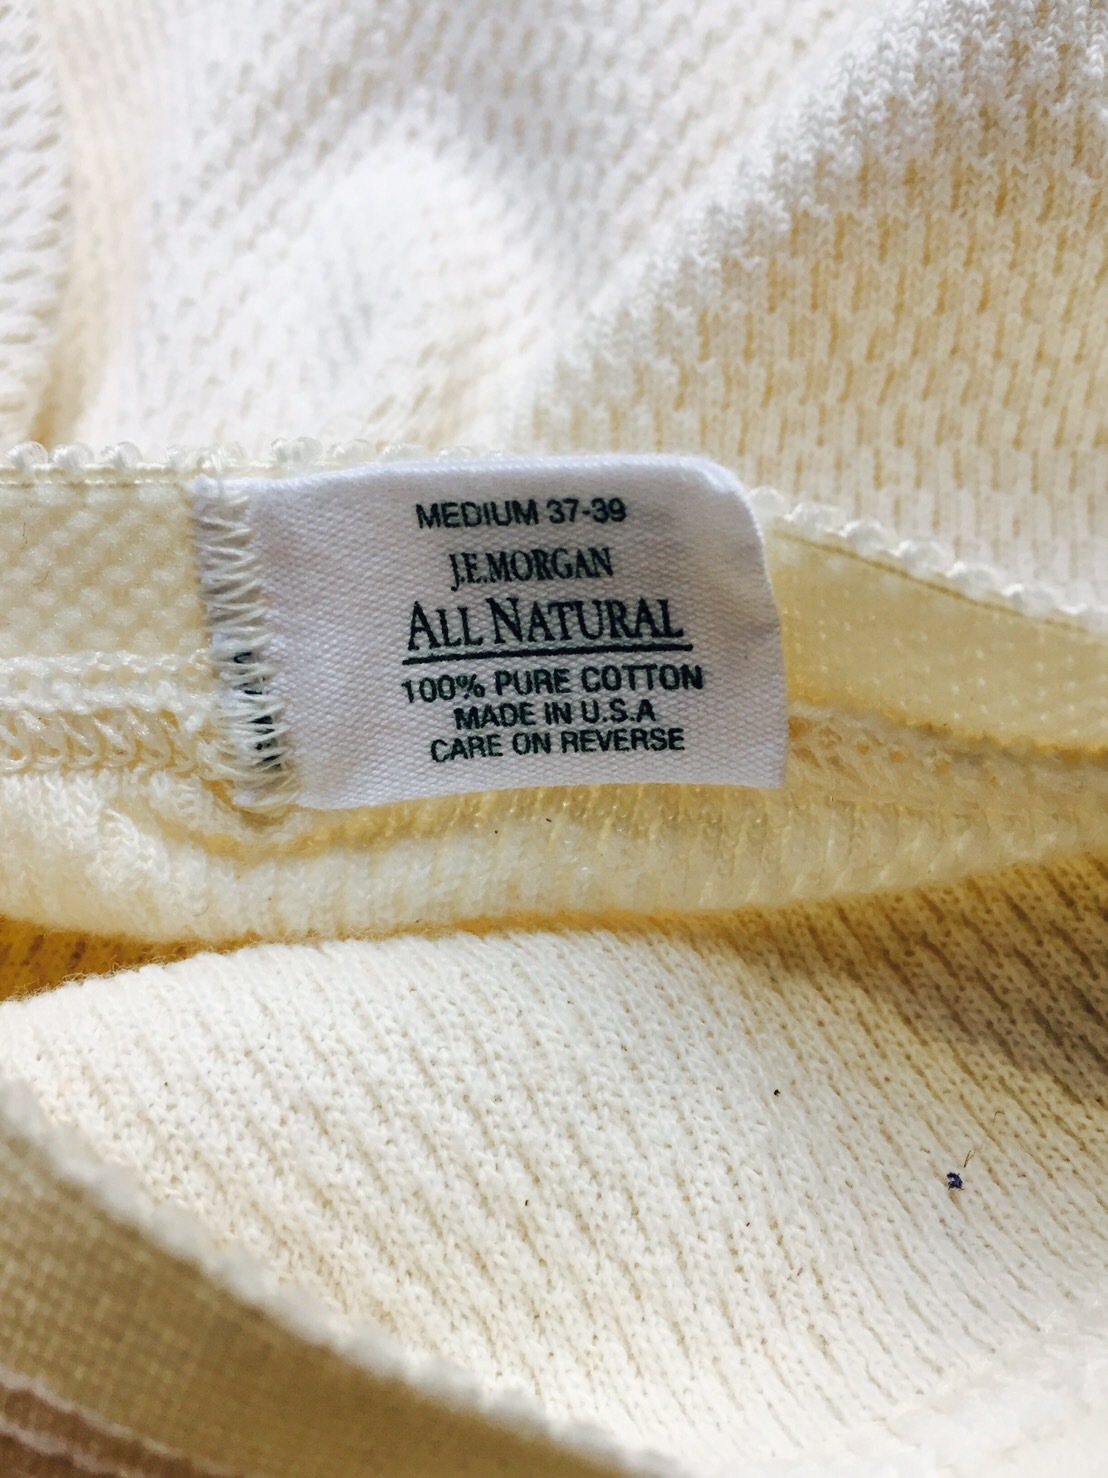 MEDIUM 37-39
J.E.MORGAN
ALL NATURAL
100% PURE COTTON
MADE IN U.S.A
CARE ON REVERSE